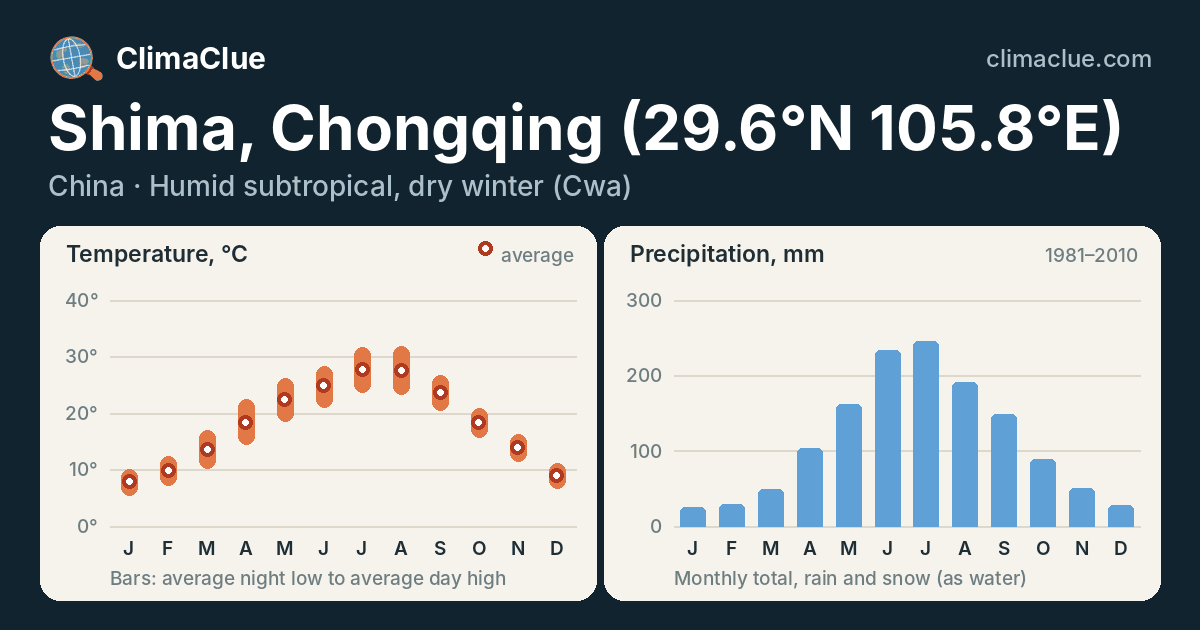 ClimaClue
climaclue.com
Shima, Chongqing (29.6°N 105.8°E)
China · Humid subtropical, dry winter (Cwa)
Temperature, °C
average
40°
30°
20°
10°
0°
J F M A M J J A S O N D
Bars: average night low to average day high
Precipitation, mm
1981–2010
300
200
100
0
J F M A M J J A S O N D
Monthly total, rain and snow (as water)